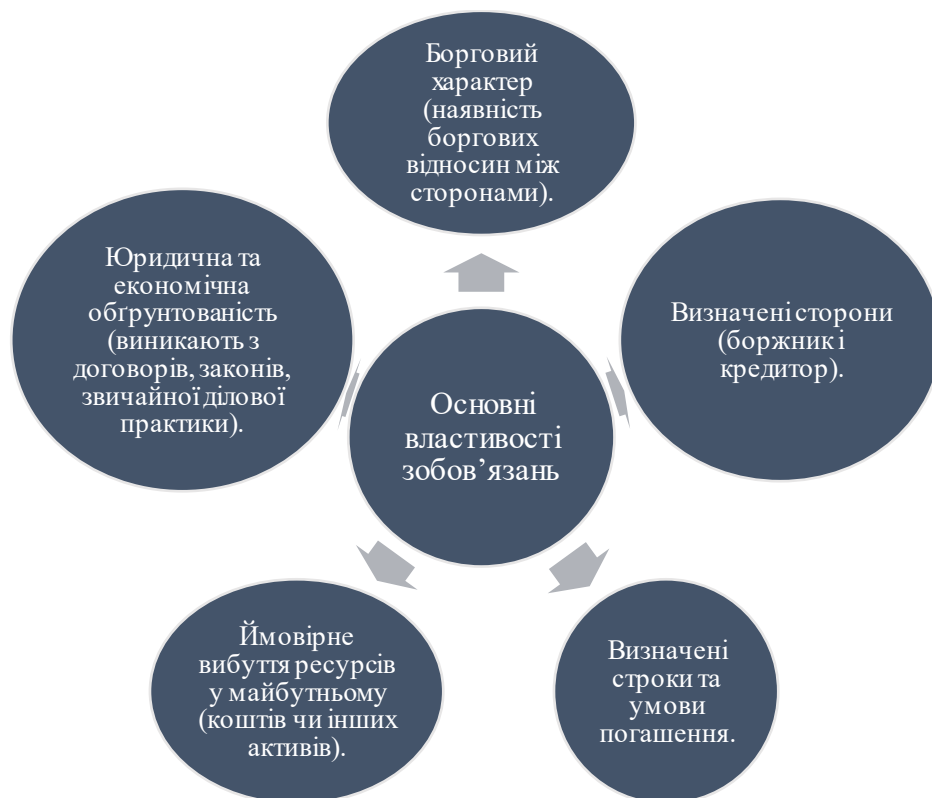 Борговий
характер
(наявність
боргових
відносин між
сторонами).
Юридична та
економічна
обґрунтованість
(виникають з
договорів, законів,
звичайної ділової
практики).
Визначені сторони
(боржник і
кредитор).
Основні
властивості
зобов’язань
Ймовірне
вибуття ресурсів
у майбутньому
(коштів чи інших
активів).
Визначені
строки та
умови
погашення.